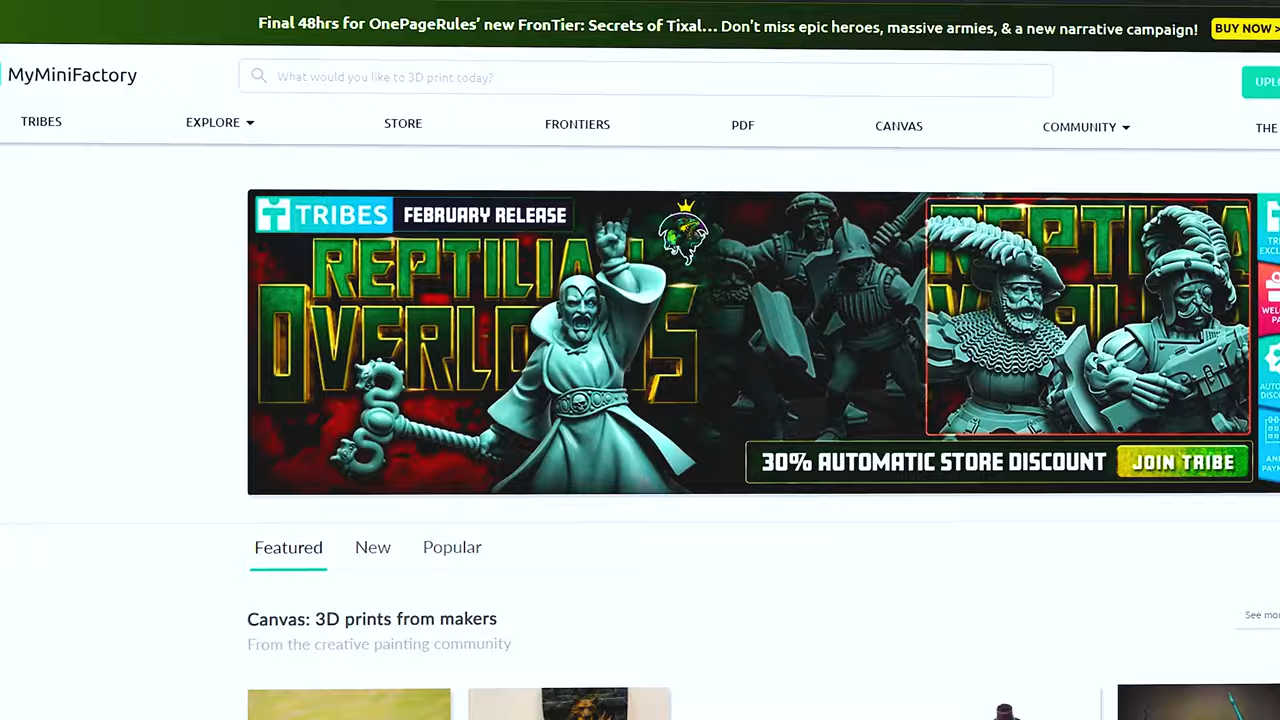 Final 48hrs for OnePageRules' new FronTier: Secrets of Tixal... Don't miss epic heroes, massive armies, & a new narrative campaign! BUY NOW >
MyMiniFactory
What would you like to 3D print today?
TRIBES EXPLORE STORE FRONTIERS PDF CANVAS COMMUNITY THE
TRIBES FEBRUARY RELEASE
REPTILIAN
OVERLORDS
30% AUTOMATIC STORE DISCOUNT JOIN TRIBE
Featured New Popular
Canvas: 3D prints from makers
From the creative painting community
See